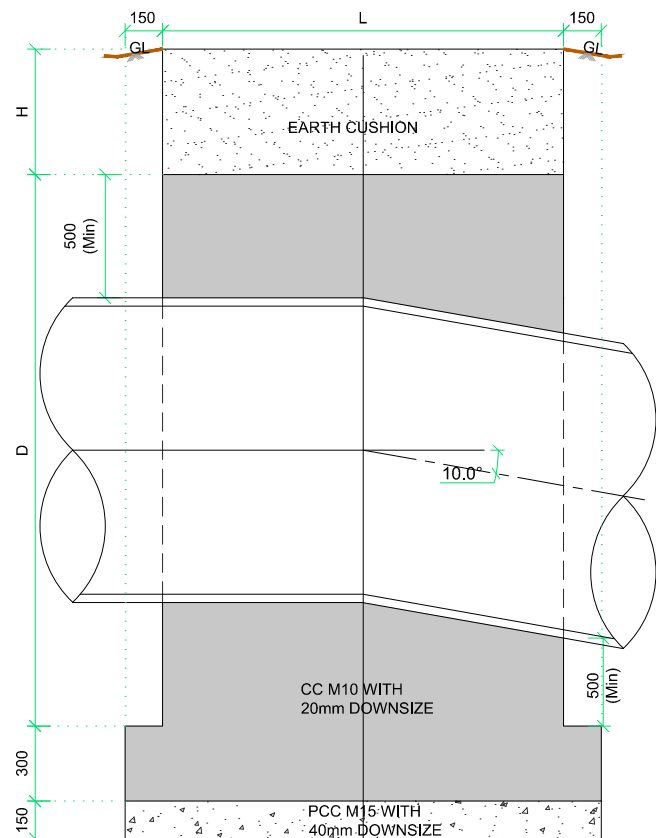 150
L
150
GL
GL
H
EARTH CUSHION
500
(Min)
D
10.0°
500
(Min)
CC M10 WITH
20mm DOWNSIZE
300
150
PCC M15 WITH
40mm DOWNSIZE